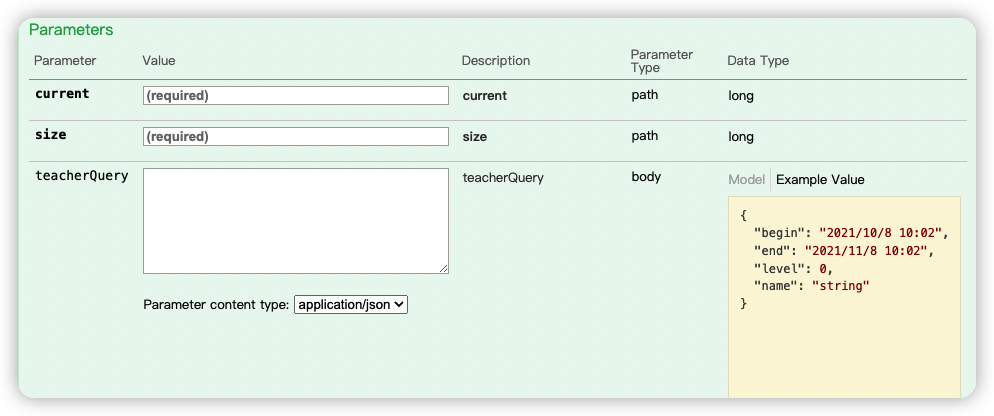 Parameters
Parameter Value Description Parameter Type Data Type
current (required) current path long
size (required) size path long
teacherQuery teacherQuery body Model Example Value
{
"begin": "2021/10/8 10:02",
"end": "2021/11/8 10:02",
"level": 0,
"name": "string"
}
Parameter content type: application/json